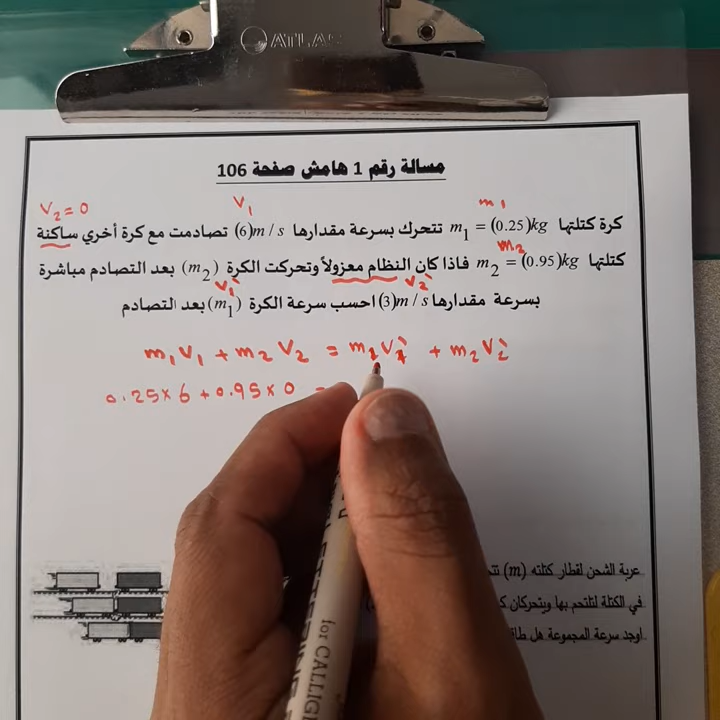 ATLAS
مسالة رقم 1 هامش صفحة 106
V₂ = 0 V₁ m₁
كرة كتلتها m₁ = (0.25)kg تتحرك بسرعة مقدارها (6)m / s تصادمت مع كرة أخري ساكنة
m₂
كتلتها m₂ = (0.95)kg فاذا كان النظام معزولاً وتحركت الكرة (m₂) بعد التصادم مباشرة
V₁` V₂`
بسرعة مقدارها (3)m / s احسب سرعة الكرة (m₁) بعد التصادم
m₁V₁ + m₂V₂ = m₁V₁` + m₂V₂`
0.25×6 + 0.95×0 =
عربة الشحن لقطار كتلته (m)
في الكتلة لتلتحم بها ويتحركان
اوجد سرعة المجموعة هل
for CALLIG